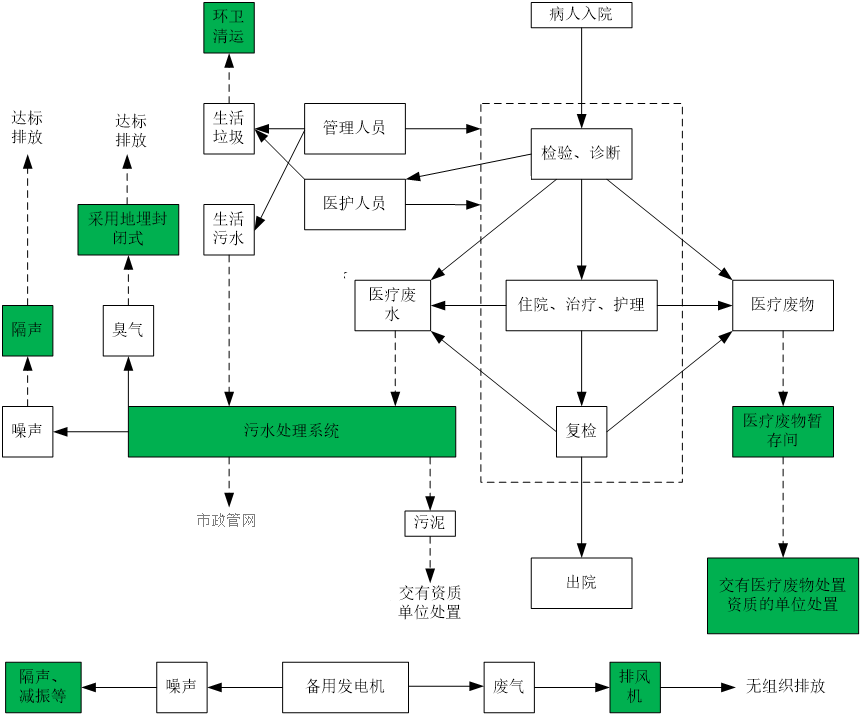 环卫
清运
病人入院
达标
排放
达标
排放
生活
垃圾
管理人员
检验、诊断
医护人员
采用地埋封
闭式
生活
污水
医疗废
水
住院、治疗、护理
医疗废物
隔声
臭气
噪声
污水处理系统
复检
医疗废物暂
存间
市政管网
污泥
交有资质
单位处置
出院
交有医疗废物处置
资质的单位处置
隔声、
减振等
噪声
备用发电机
废气
排风
机
无组织排放